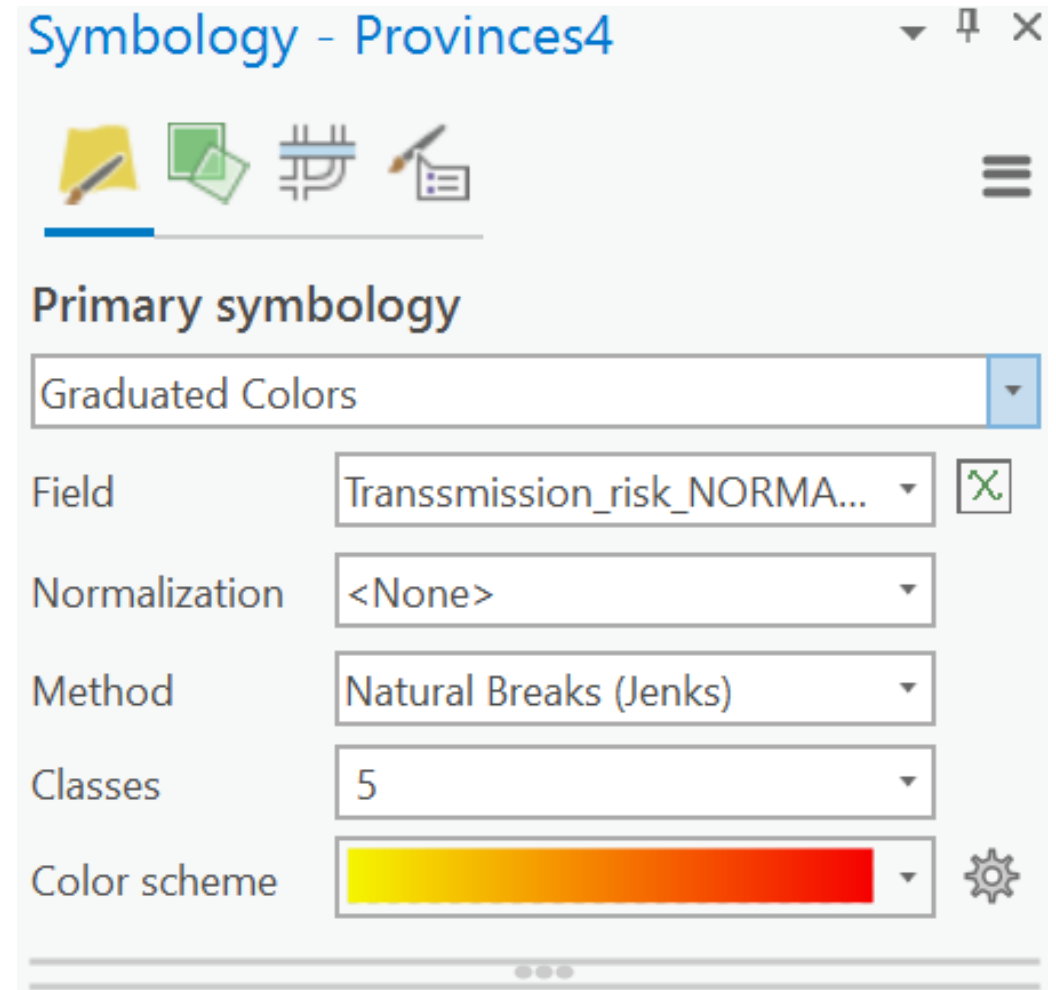 Symbology - Provinces4
Primary symbology
Graduated Colors
Field Transsmission_risk_NORMA...
Normalization <None>
Method Natural Breaks (Jenks)
Classes 5
Color scheme